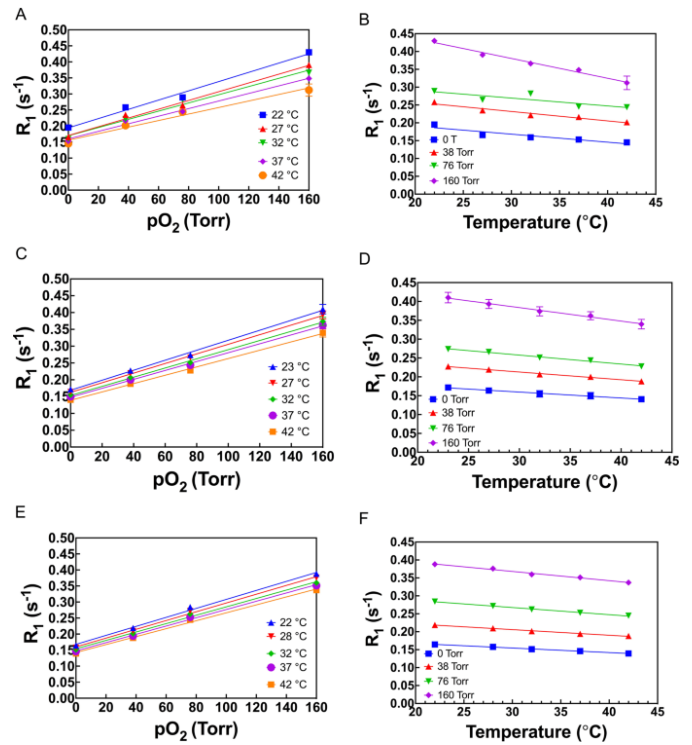 A
R1 (s-1)
0.50
0.45
0.40
0.35
0.30
0.25
0.20
0.15
0.10
0.05
0.00
0 20 40 60 80 100 120 140 160
pO2 (Torr)
22 °C
27 °C
32 °C
37 °C
42 °C
B
R1 (s-1)
0.45
0.40
0.35
0.30
0.25
0.20
0.15
0.10
0.05
0.00
20 25 30 35 40 45
Temperature (°C)
0 T
38 Torr
76 Torr
160 Torr
C
R1 (s-1)
0.50
0.45
0.40
0.35
0.30
0.25
0.20
0.15
0.10
0.05
0.00
0 20 40 60 80 100 120 140 160
pO2 (Torr)
23 °C
27 °C
32 °C
37 °C
42 °C
D
R1 (s-1)
0.45
0.40
0.35
0.30
0.25
0.20
0.15
0.10
0.05
0.00
20 25 30 35 40 45
Temperature (°C)
0 Torr
38 Torr
76 Torr
160 Torr
E
R1 (s-1)
0.50
0.45
0.40
0.35
0.30
0.25
0.20
0.15
0.10
0.05
0.00
0 20 40 60 80 100 120 140 160
pO2 (Torr)
22 °C
28 °C
32 °C
37 °C
42 °C
F
R1 (s-1)
0.45
0.40
0.35
0.30
0.25
0.20
0.15
0.10
0.05
0.00
20 25 30 35 40 45
Temperature (°C)
0 Torr
38 Torr
76 Torr
160 Torr